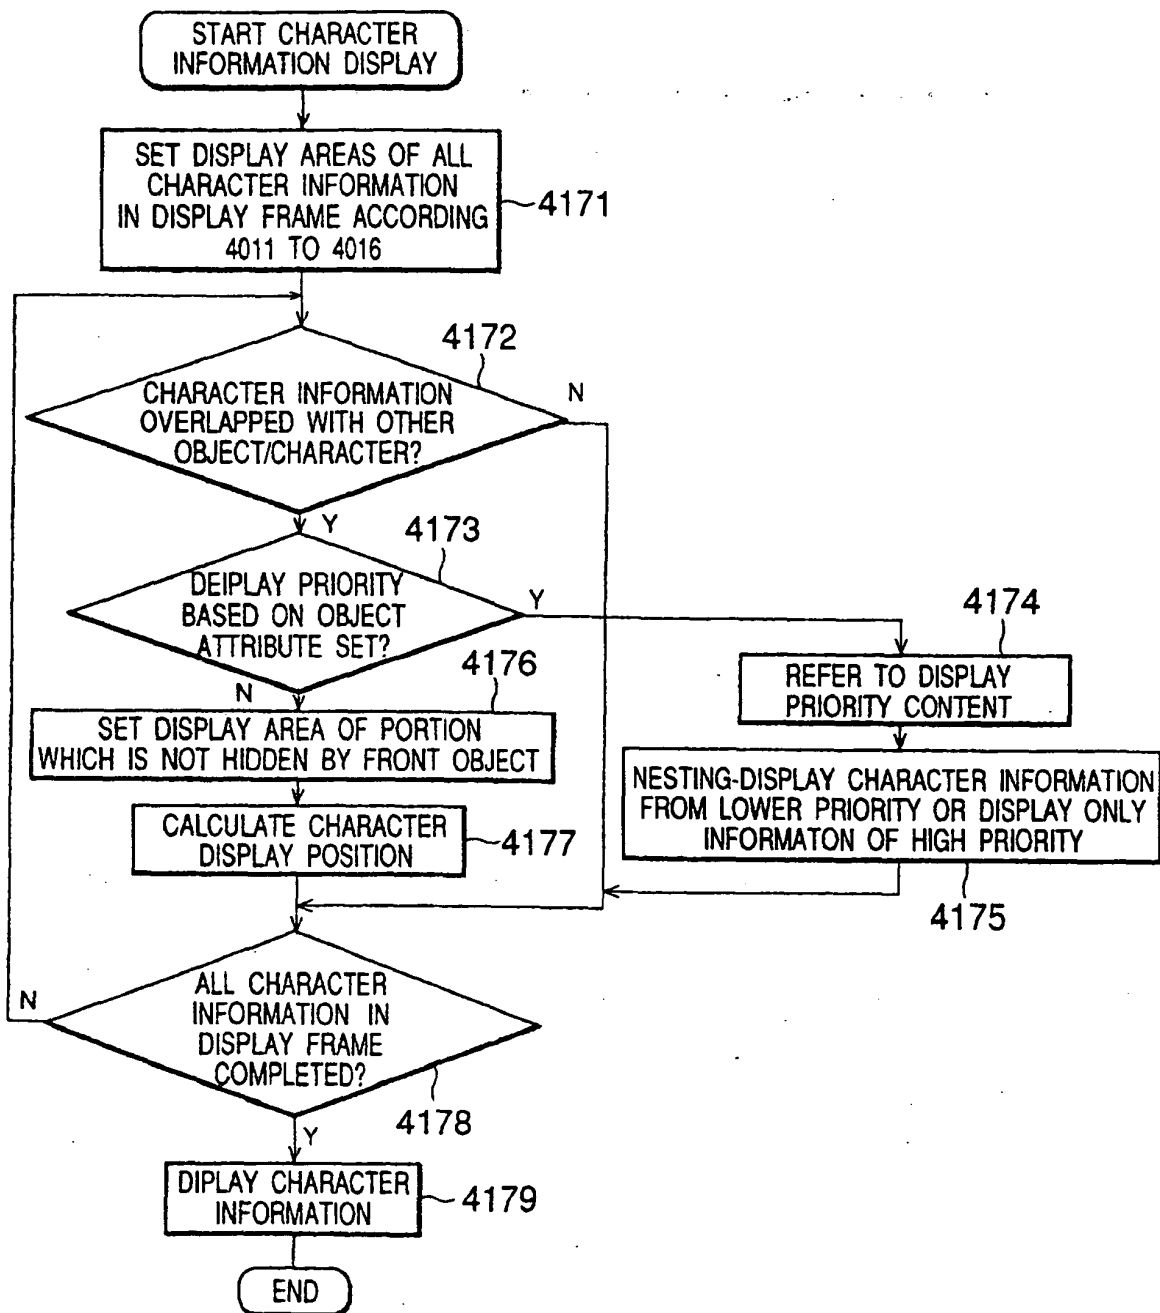 START CHARACTER
INFORMATION DISPLAY
SET DISPLAY AREAS OF ALL
CHARACTER INFORMATION
IN DISPLAY FRAME ACCORDING
4011 TO 4016
4171
4172
CHARACTER INFORMATION
OVERLAPPED WITH OTHER
OBJECT/CHARACTER?
N
Y
4173
DEIPLAY PRIORITY
BASED ON OBJECT
ATTRIBUTE SET?
Y
N
4174
REFER TO DISPLAY
PRIORITY CONTENT
4176
SET DISPLAY AREA OF PORTION
WHICH IS NOT HIDDEN BY FRONT OBJECT
NESTING-DISPLAY CHARACTER INFORMATION
FROM LOWER PRIORITY OR DISPLAY ONLY
INFORMATON OF HIGH PRIORITY
4175
CALCULATE CHARACTER
DISPLAY POSITION
4177
ALL CHARACTER
INFORMATION IN
DISPLAY FRAME
COMPLETED?
N
4178
Y
DIPLAY CHARACTER
INFORMATION
4179
END